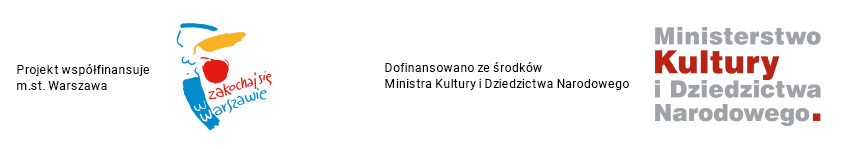 Projekt współfinansuje
m.st. Warszawa
zakochaj się
w Warszawie
Dofinansowano ze środków
Ministra Kultury i Dziedzictwa Narodowego
Ministerstwo
Kultury
i Dziedzictwa
Narodowego.